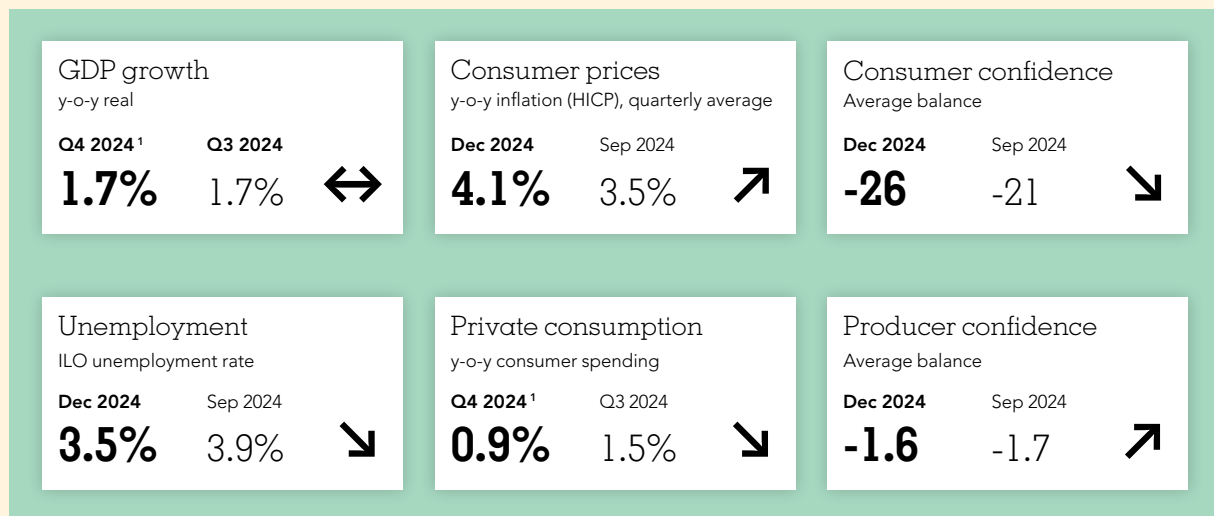 GDP growth
y-o-y real
Q4 2024 ¹ Q3 2024
1.7% 1.7%
Consumer prices
y-o-y inflation (HICP), quarterly average
Dec 2024 Sep 2024
4.1% 3.5%
Consumer confidence
Average balance
Dec 2024 Sep 2024
-26 -21
Unemployment
ILO unemployment rate
Dec 2024 Sep 2024
3.5% 3.9%
Private consumption
y-o-y consumer spending
Q4 2024 ¹ Q3 2024
0.9% 1.5%
Producer confidence
Average balance
Dec 2024 Sep 2024
-1.6 -1.7